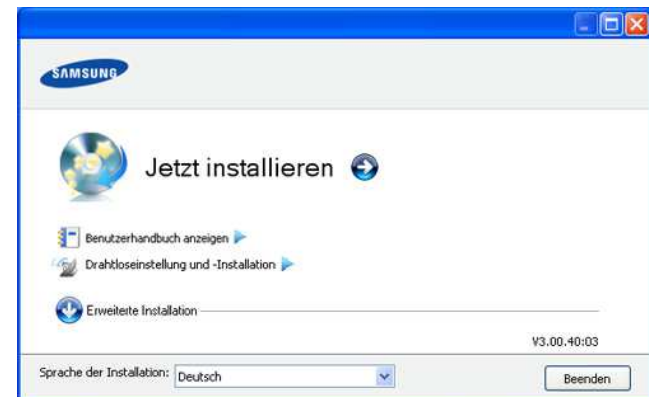 SAMSUNG
Jetzt installieren
Benutzerhandbuch anzeigen
Drahtloseinstellung und -Installation
Erweiterte Installation
V3.00.40:03
Sprache der Installation: Deutsch
Beenden